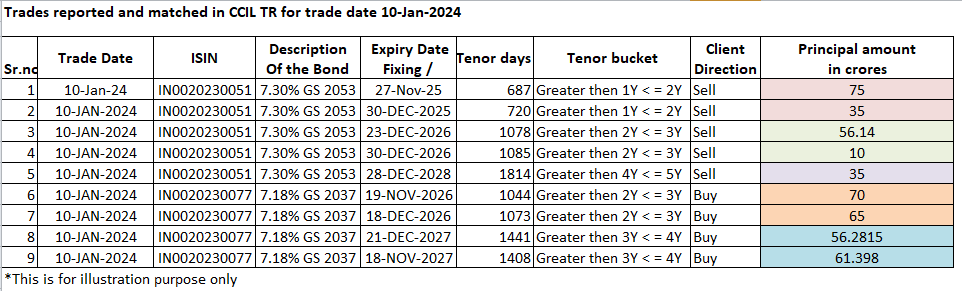 Trades reported and matched in CCIL TR for trade date 10-Jan-2024
Sr.no Trade Date ISIN Description Of the Bond Expiry Date Fixing / Tenor days Tenor bucket Client Direction Principal amount in crores
1 10-Jan-24 IN0020230051 7.30% GS 2053 27-Nov-25 687 Greater then 1Y < = 2Y Sell 75
2 10-JAN-2024 IN0020230051 7.30% GS 2053 30-DEC-2025 720 Greater then 1Y < = 2Y Sell 35
3 10-JAN-2024 IN0020230051 7.30% GS 2053 23-DEC-2026 1078 Greater then 2Y < = 3Y Sell 56.14
4 10-JAN-2024 IN0020230051 7.30% GS 2053 30-DEC-2026 1085 Greater then 2Y < = 3Y Sell 10
5 10-JAN-2024 IN0020230051 7.30% GS 2053 28-DEC-2028 1814 Greater then 4Y < = 5Y Sell 35
6 10-JAN-2024 IN0020230077 7.18% GS 2037 19-NOV-2026 1044 Greater then 2Y < = 3Y Buy 70
7 10-JAN-2024 IN0020230077 7.18% GS 2037 18-DEC-2026 1073 Greater then 2Y < = 3Y Buy 65
8 10-JAN-2024 IN0020230077 7.18% GS 2037 21-DEC-2027 1441 Greater then 3Y < = 4Y Buy 56.2815
9 10-JAN-2024 IN0020230077 7.18% GS 2037 18-NOV-2027 1408 Greater then 3Y < = 4Y Buy 61.398
*This is for illustration purpose only